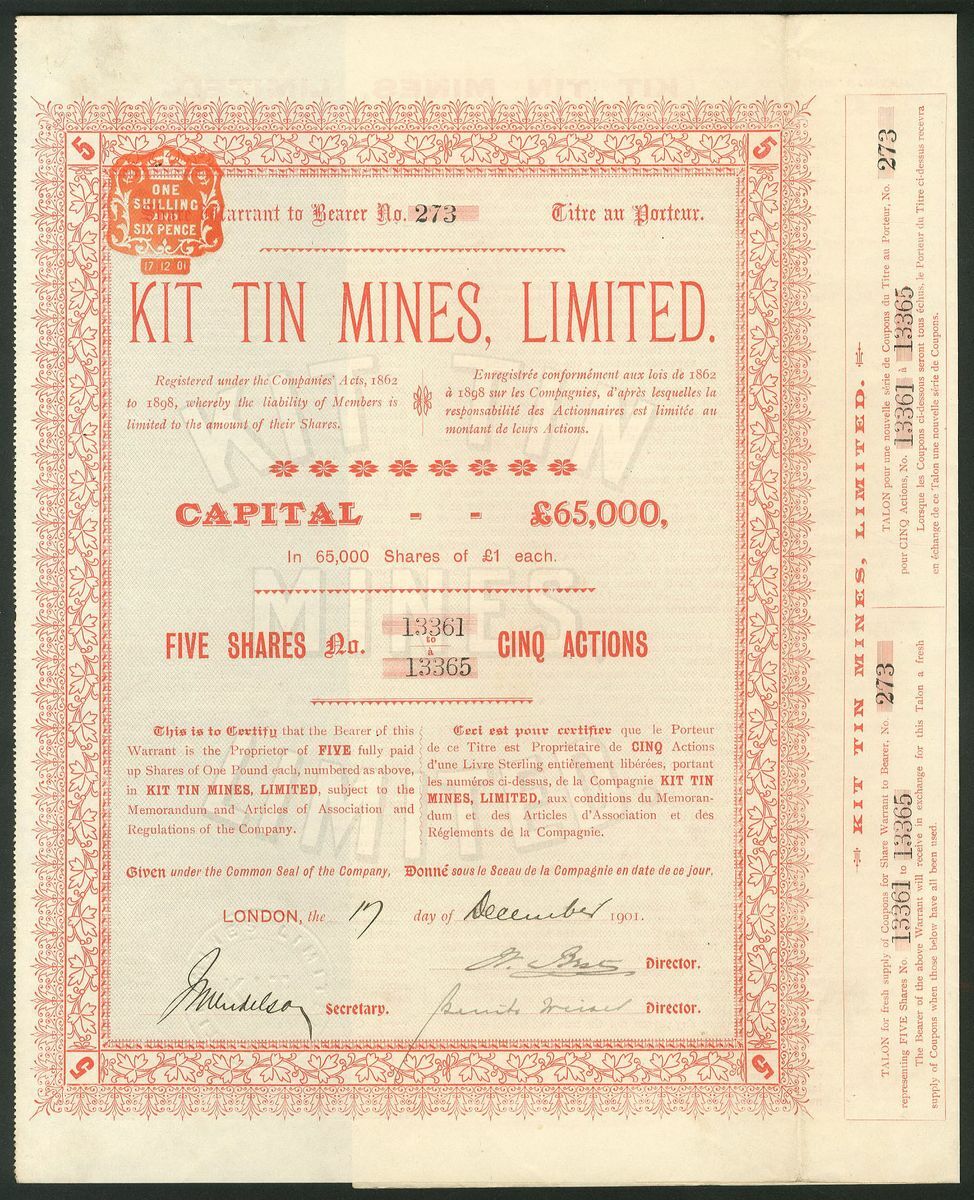 5
5
ONE
SHILLING
SIX PENCE
17 12 01
Warrant to Bearer No. 273
Titre au Porteur.
KIT TIN MINES, LIMITED.
Registered under the Companies' Acts, 1862
to 1898, whereby the liability of Members is
limited to the amount of their Shares.
Enregistrée conformément aux lois de 1862
à 1898 sur les Compagnies, d'après lesquelles la
responsabilité des Actionnaires est limitée au
montant de leurs Actions.
KIT TIN
MINES
LIMITED
CAPITAL - - £65,000,
In 65,000 Shares of £1 each.
FIVE SHARES No. 13361 to à 13365 CINQ ACTIONS
This is to Certify that the Bearer of this
Warrant is the Proprietor of FIVE fully paid
up Shares of One Pound each, numbered as above,
in KIT TIN MINES, LIMITED, subject to the
Memorandum and Articles of Association and
Regulations of the Company.
Ceci est pour certifier que le Porteur
de ce Titre est Proprietaire de CINQ Actions
d'une Livre Sterling entièrement libérées, portant
les numéros ci-dessus, de la Compagnie KIT TIN
MINES, LIMITED, aux conditions du Memoran-
dum et des Articles d'Association et des
Réglements de la Compagnie.
Given under the Common Seal of the Company, Donné sous le Sceau de la Compagnie en date de ce jour,
LONDON, the 17 day of December 1901.
Director.
Mendelson Secretary.
Director.
5
5
KIT TIN MINES, LIMITED.
TALON pour une nouvelle série de Coupons du Titre au Porteur, No. 273
pour CINQ Actions, No. 13361 à 13365
Lorsque les Coupons ci-dessous seront tous échus, le Porteur du Titre ci-dessus recevra
en échange de ce Talon une nouvelle série de Coupons.
TALON for fresh supply of Coupons for Share Warrant to Bearer, No. 273
representing FIVE Shares No. 13361 to 13365
The Bearer of the above Warrant will receive in exchange for this Talon a fresh
supply of Coupons when those below have all been used.